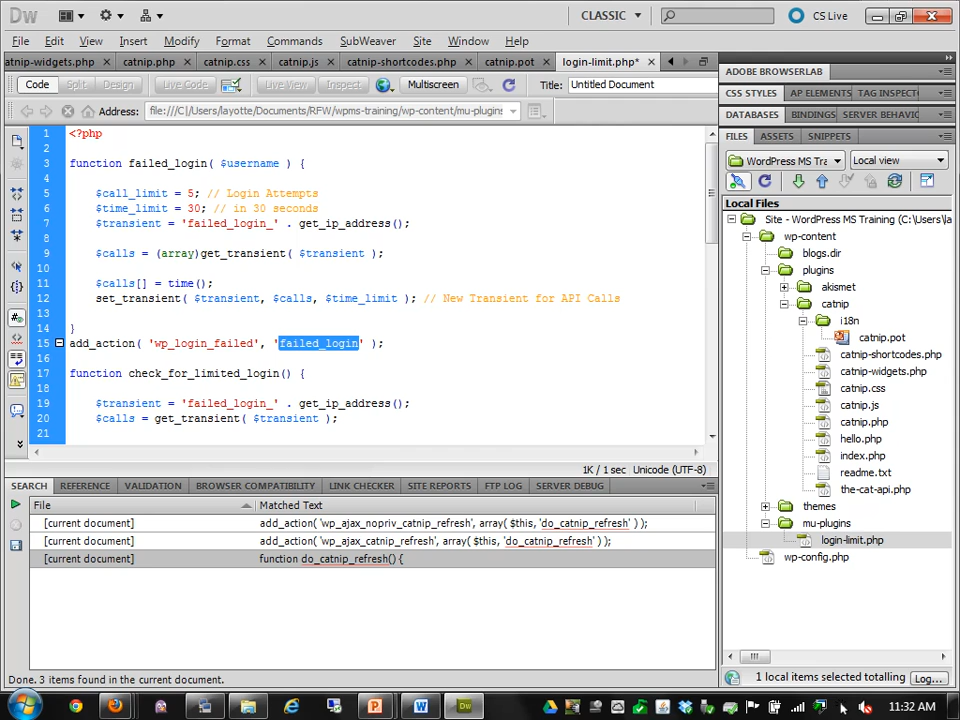 Dw
CLASSIC
CS Live
File Edit View Insert Modify Format Commands SubWeaver Site Window Help
atnip-widgets.php × catnip.php × catnip.css × catnip.js × catnip-shortcodes.php × catnip.pot × login-limit.php* ×
Code Split Design Live Code Live View Inspect Multiscreen Title: Untitled Document
Address: file:///C|/Users/layotte/Documents/RFW/wpms-training/wp-content/mu-plugins
1 <?php
2
3 function failed_login( $username ) {
4
5 $call_limit = 5; // Login Attempts
6 $time_limit = 30; // in 30 seconds
7 $transient = 'failed_login_' . get_ip_address();
8
9 $calls = (array)get_transient( $transient );
10
11 $calls[] = time();
12 set_transient( $transient, $calls, $time_limit ); // New Transient for API Calls
13
14 }
15 add_action( 'wp_login_failed', 'failed_login' );
16
17 function check_for_limited_login() {
18
19 $transient = 'failed_login_' . get_ip_address();
20 $calls = get_transient( $transient );
21
1K / 1 sec Unicode (UTF-8)
SEARCH REFERENCE VALIDATION BROWSER COMPATIBILITY LINK CHECKER SITE REPORTS FTP LOG SERVER DEBUG
File Matched Text
[current document] add_action( 'wp_ajax_nopriv_catnip_refresh', array( $this, 'do_catnip_refresh' ) );
[current document] add_action( 'wp_ajax_catnip_refresh', array( $this, 'do_catnip_refresh' ) );
[current document] function do_catnip_refresh() {
Done. 3 items found in the current document.
ADOBE BROWSERLAB
CSS STYLES AP ELEMENTS TAG INSPECT
DATABASES BINDINGS SERVER BEHAVIO
FILES ASSETS SNIPPETS
WordPress MS Tra Local view
Local Files
Site - WordPress MS Training (C:\Users\la
wp-content
blogs.dir
plugins
akismet
catnip
i18n
catnip.pot
catnip-shortcodes.php
catnip-widgets.php
catnip.css
catnip.js
catnip.php
hello.php
index.php
readme.txt
the-cat-api.php
themes
mu-plugins
login-limit.php
wp-config.php
1 local items selected totalling Log...
11:32 AM